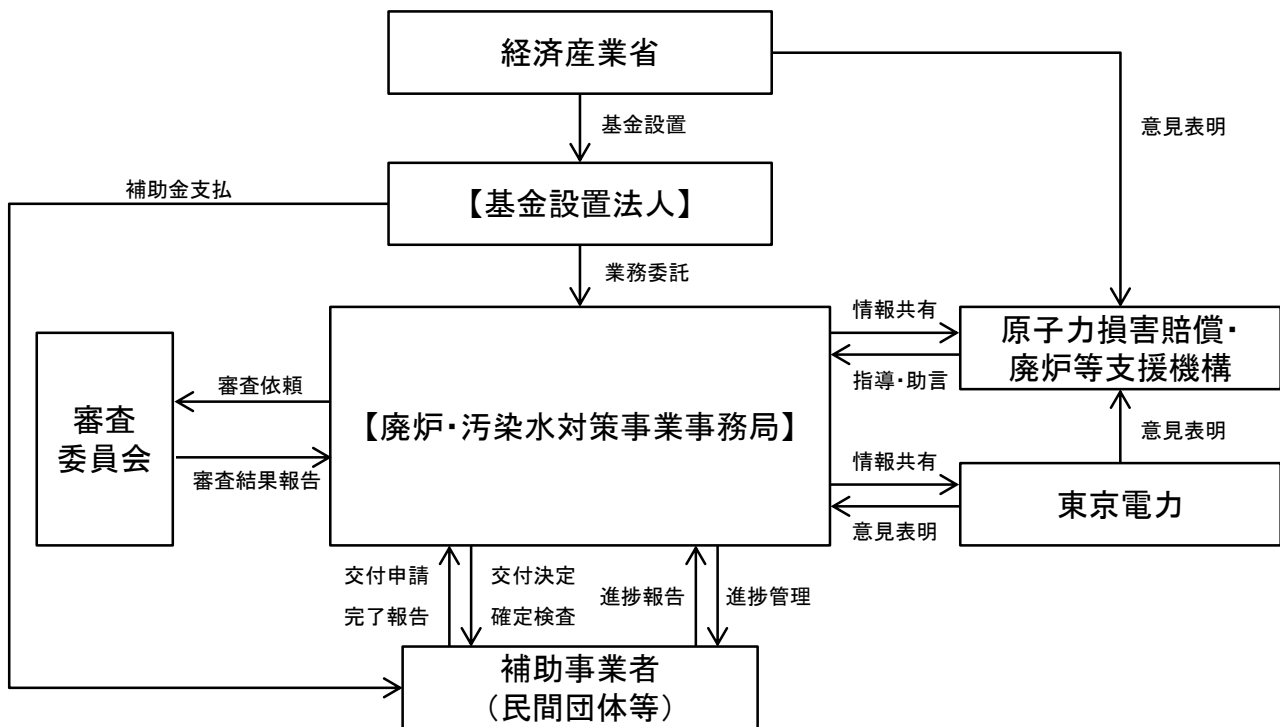 経済産業省
基金設置
意見表明
補助金支払
【基金設置法人】
業務委託
情報共有
原子力損害賠償・
廃炉等支援機構
指導・助言
審査依頼
審査
委員会
【廃炉・汚染水対策事業事務局】
意見表明
審査結果報告
情報共有
東京電力
意見表明
交付申請
完了報告
交付決定
確定検査
進捗報告
進捗管理
補助事業者
（民間団体等）